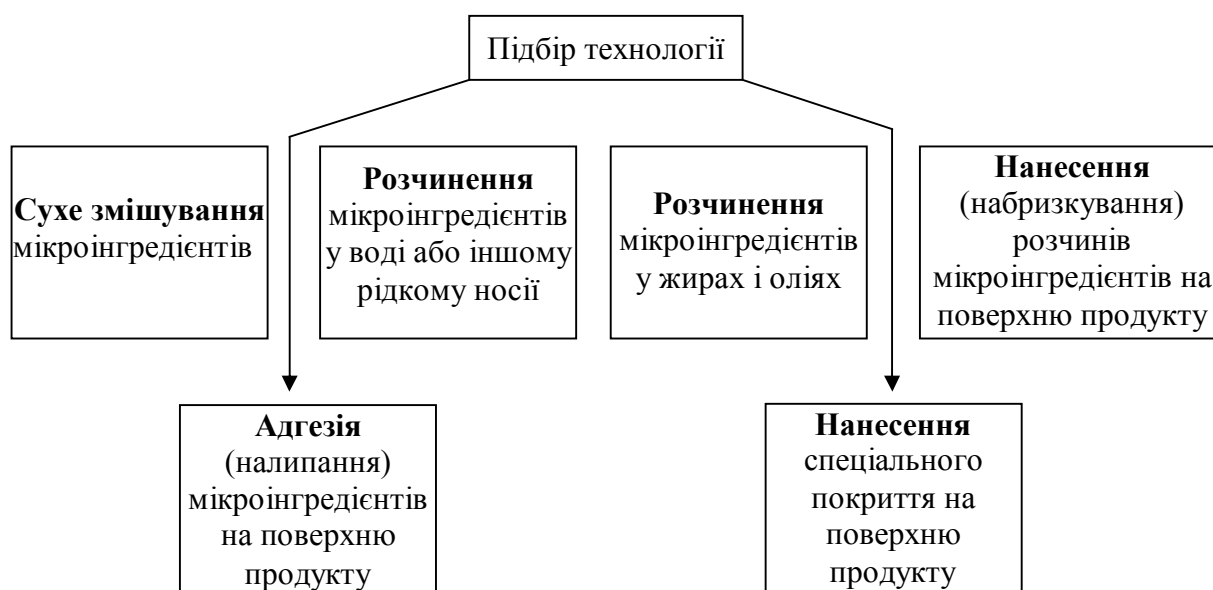 Підбір технології
Сухе змішування
мікроінгредієнтів
Розчинення
мікроінгредієнтів
у воді або іншому
рідкому носії
Розчинення
мікроінгредієнтів
у жирах і оліях
Нанесення
(набризкування)
розчинів
мікроінгредієнтів на
поверхню продукту
Адгезія
(налипання)
мікроінгредієнтів
на поверхню
продукту
Нанесення
спеціального
покриття на
поверхню
продукту